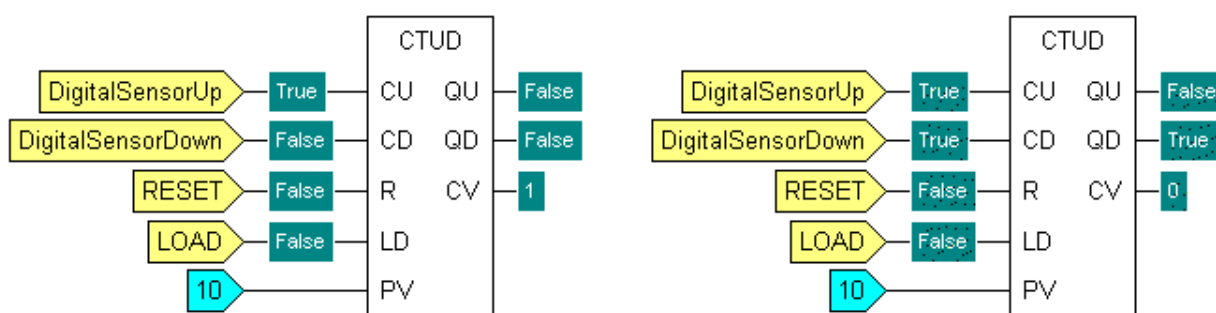 CTUD
DigitalSensorUp True CU QU False
DigitalSensorDown False CD QD False
RESET False R CV 1
LOAD False LD
10 PV
CTUD
DigitalSensorUp True CU QU False
DigitalSensorDown True CD QD True
RESET False R CV 0
LOAD False LD
10 PV